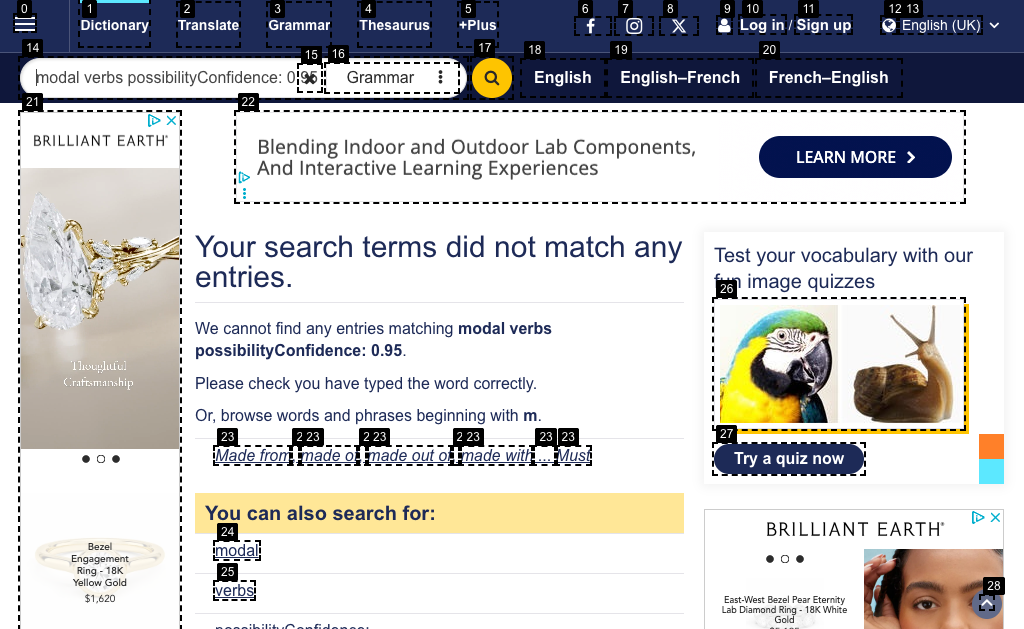 Dictionary
Translate
Grammar
Thesaurus
+Plus
Log in / Sign up
English (UK)
modal verbs possibilityConfidence: 0.95
Grammar
English
English–French
French–English
BRILLIANT EARTH
Thoughtful
Craftsmanship
Bezel
Engagement
Ring - 18K
Yellow Gold
$1,620
Blending Indoor and Outdoor Lab Components,
And Interactive Learning Experiences
LEARN MORE
Your search terms did not match any
entries.
We cannot find any entries matching modal verbs
possibilityConfidence: 0.95.
Please check you have typed the word correctly.
Or, browse words and phrases beginning with m.
Made from, made of, made out of, made with ... Must
You can also search for:
modal
verbs
possibilityConfidence:
Test your vocabulary with our
fun image quizzes
Try a quiz now
BRILLIANT EARTH
East-West Bezel Pear Eternity
Lab Diamond Ring - 18K White
Gold
0
1
2
3
4
5
6
7
8
9
10
11
12
13
14
15
16
17
18
19
20
21
22
23
23
23
23
23
23
24
25
26
27
28